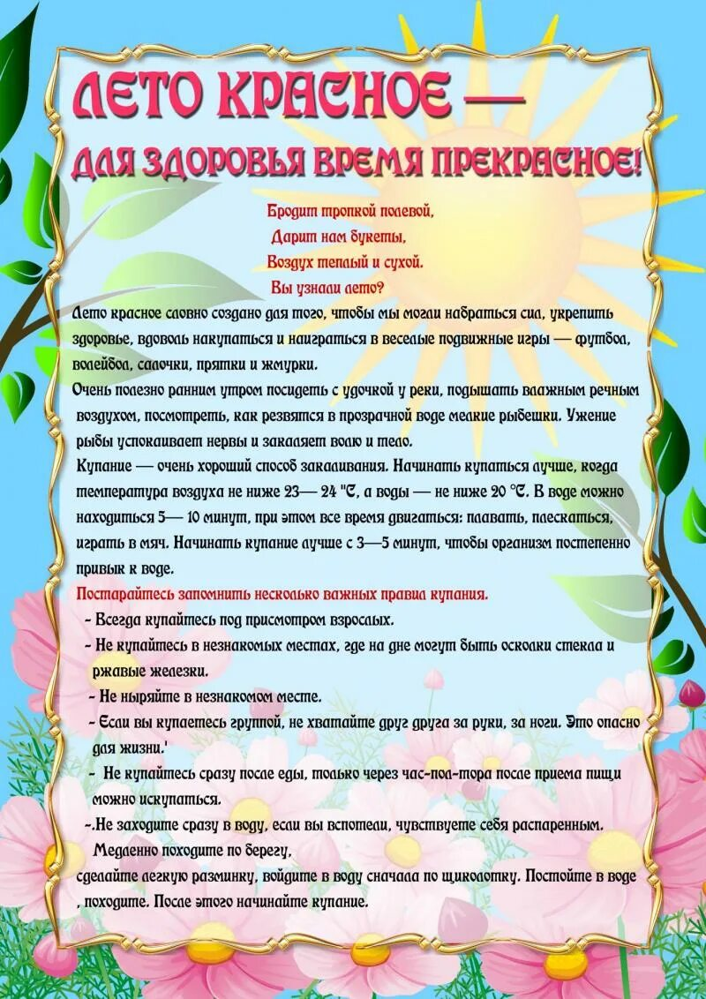 ЛЕТО КРАСНОЕ —
ДЛЯ ЗДОРОВЬЯ ВРЕМЯ ПРЕКРАСНОЕ!
Бродит тропкой полевой,
Дарит нам букеты,
Воздух теплый и сухой.
Вы узнали лето?
Лето красное словно создано для того, чтобы мы могли набраться сил, укрепить
здоровье, вдоволь накупаться и наиграться в веселые подвижные игры — футбол,
волейбол, салочки, прятки и жмурки.
Очень полезно ранним утром посидеть с удочкой у реки, подышать влажным речным
воздухом, посмотреть, как резвятся в прозрачной воде мелкие рыбешки. Ужение
рыбы успокаивает нервы и закаляет волю и тело.
Купание — очень хороший способ закаливания. Начинать купаться лучше, когда
температура воздуха не ниже 23— 24 "С, а воды — не ниже 20 °С. В воде можно
находиться 5— 10 минут, при этом все время двигаться: плавать, плескаться,
играть в мяч. Начинать купание лучше с 3—5 минут, чтобы организм постепенно
привык к воде.
Постарайтесь запомнить несколько важных правил купания.
- Всегда купайтесь под присмотром взрослых.
- Не купайтесь в незнакомых местах, где на дне могут быть осколки стекла и
ржавые железки.
- Не ныряйте в незнакомом месте.
- Если вы купаетесь группой, не хватайте друг друга за руки, за ноги. Это опасно
для жизни.'
- Не купайтесь сразу после еды, только через час-пол-тора после приема пищи
можно искупаться.
-.Не заходите сразу в воду, если вы вспотели, чувствуете себя распаренным.
Медленно походите по берегу,
сделайте легкую разминку, войдите в воду сначала по щиколотку. Постойте в воде
, походите. После этого начинайте купание.